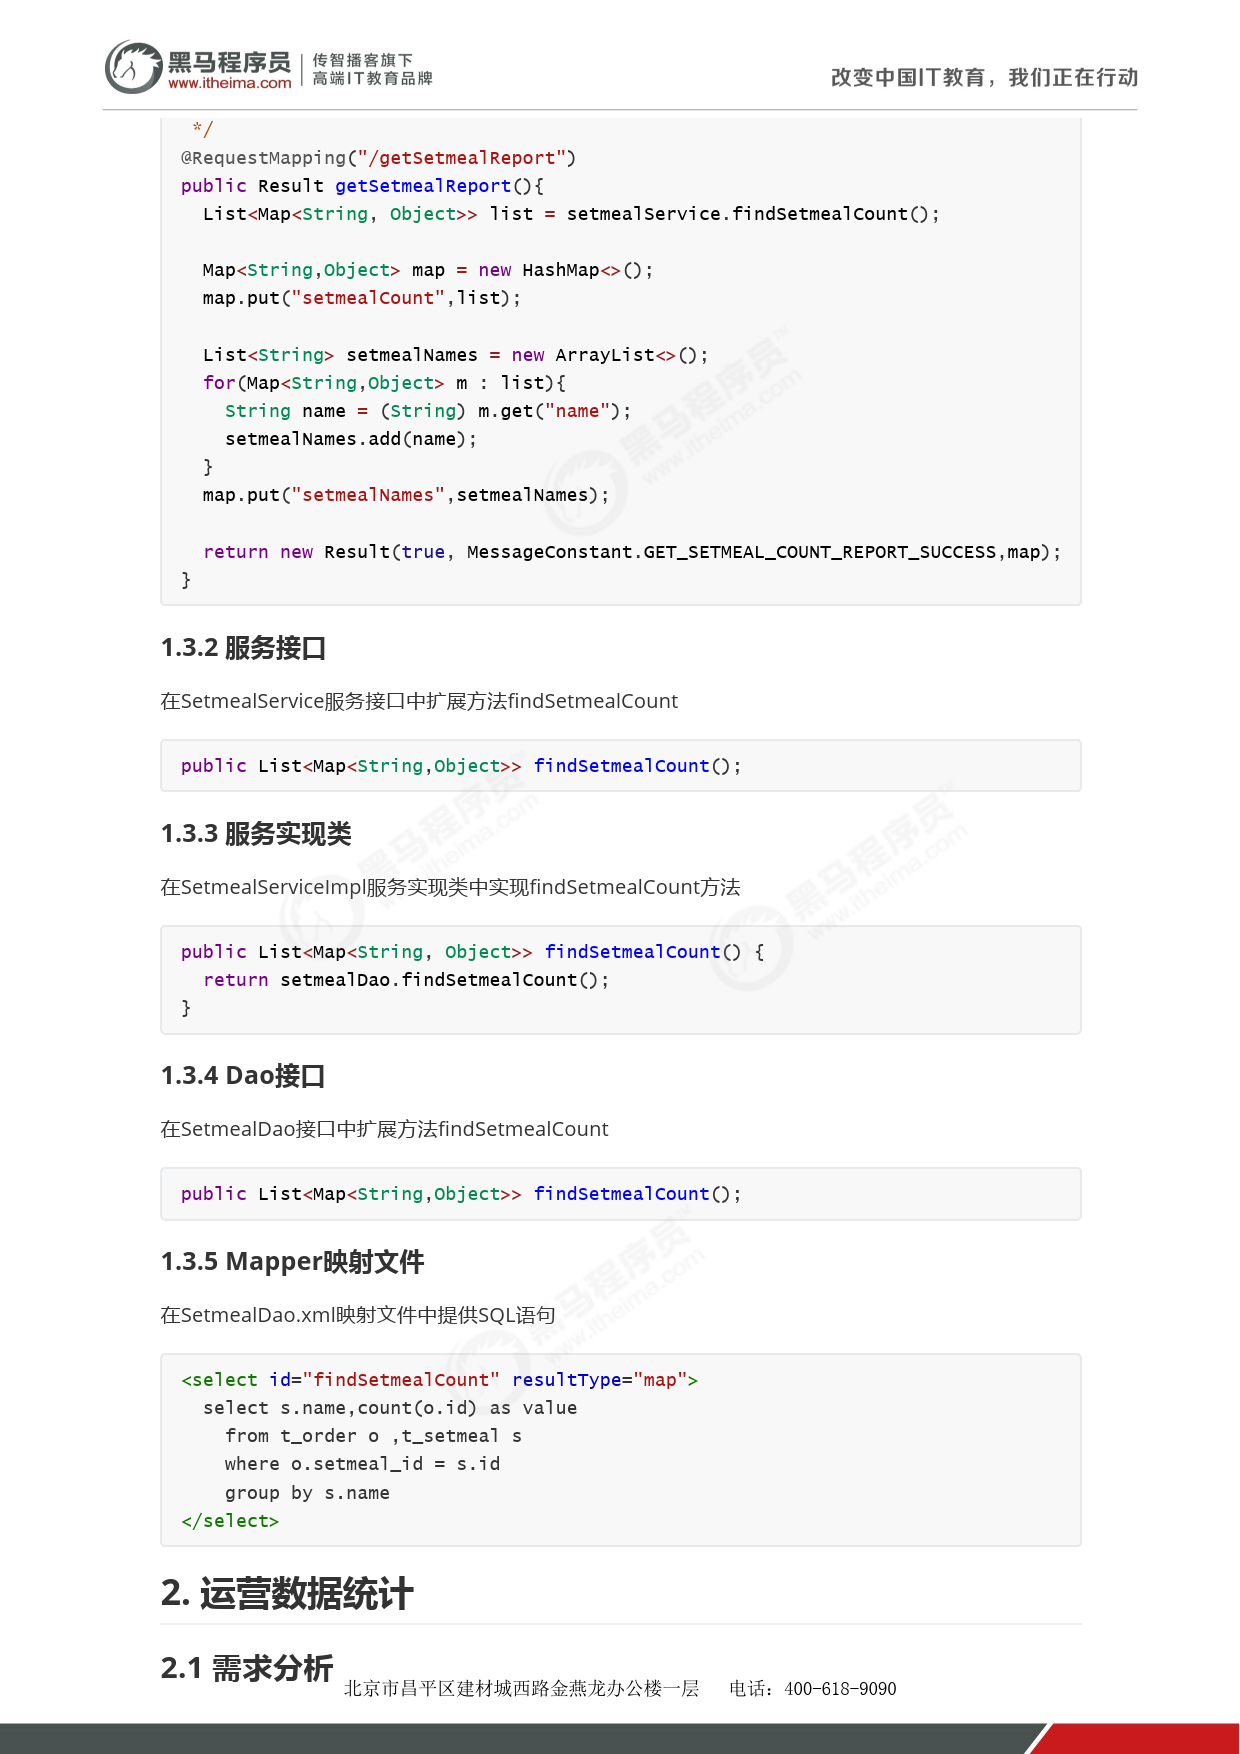 黑马程序员
www.itheima.com
传智播客旗下
高端IT教育品牌
改变中国IT教育，我们正在行动
*/
@RequestMapping("/getSetmealReport")
public Result getSetmealReport(){
  List<Map<String, Object>> list = setmealService.findSetmealCount();

  Map<String,Object> map = new HashMap<>();
  map.put("setmealCount",list);

  List<String> setmealNames = new ArrayList<>();
  for(Map<String,Object> m : list){
    String name = (String) m.get("name");
    setmealNames.add(name);
  }
  map.put("setmealNames",setmealNames);

  return new Result(true, MessageConstant.GET_SETMEAL_COUNT_REPORT_SUCCESS,map);
}
1.3.2 服务接口
在SetmealService服务接口中扩展方法findSetmealCount
public List<Map<String,Object>> findSetmealCount();
1.3.3 服务实现类
在SetmealServiceImpl服务实现类中实现findSetmealCount方法
public List<Map<String, Object>> findSetmealCount() {
  return setmealDao.findSetmealCount();
}
1.3.4 Dao接口
在SetmealDao接口中扩展方法findSetmealCount
public List<Map<String,Object>> findSetmealCount();
1.3.5 Mapper映射文件
在SetmealDao.xml映射文件中提供SQL语句
<select id="findSetmealCount" resultType="map">
  select s.name,count(o.id) as value
    from t_order o ,t_setmeal s
    where o.setmeal_id = s.id
    group by s.name
</select>
2. 运营数据统计
2.1 需求分析
北京市昌平区建材城西路金燕龙办公楼一层 电话：400-618-9090